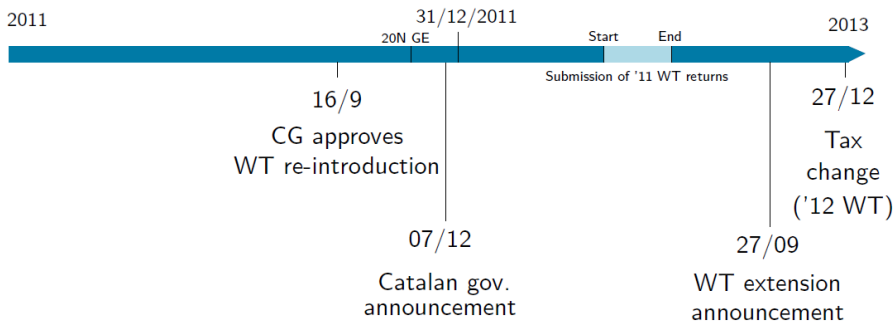 2011
31/12/2011
2013
20N GE
Start
End
Submission of '11 WT returns
16/9
CG approves
WT re-introduction
27/12
Tax
change
('12 WT)
07/12
Catalan gov.
announcement
27/09
WT extension
announcement